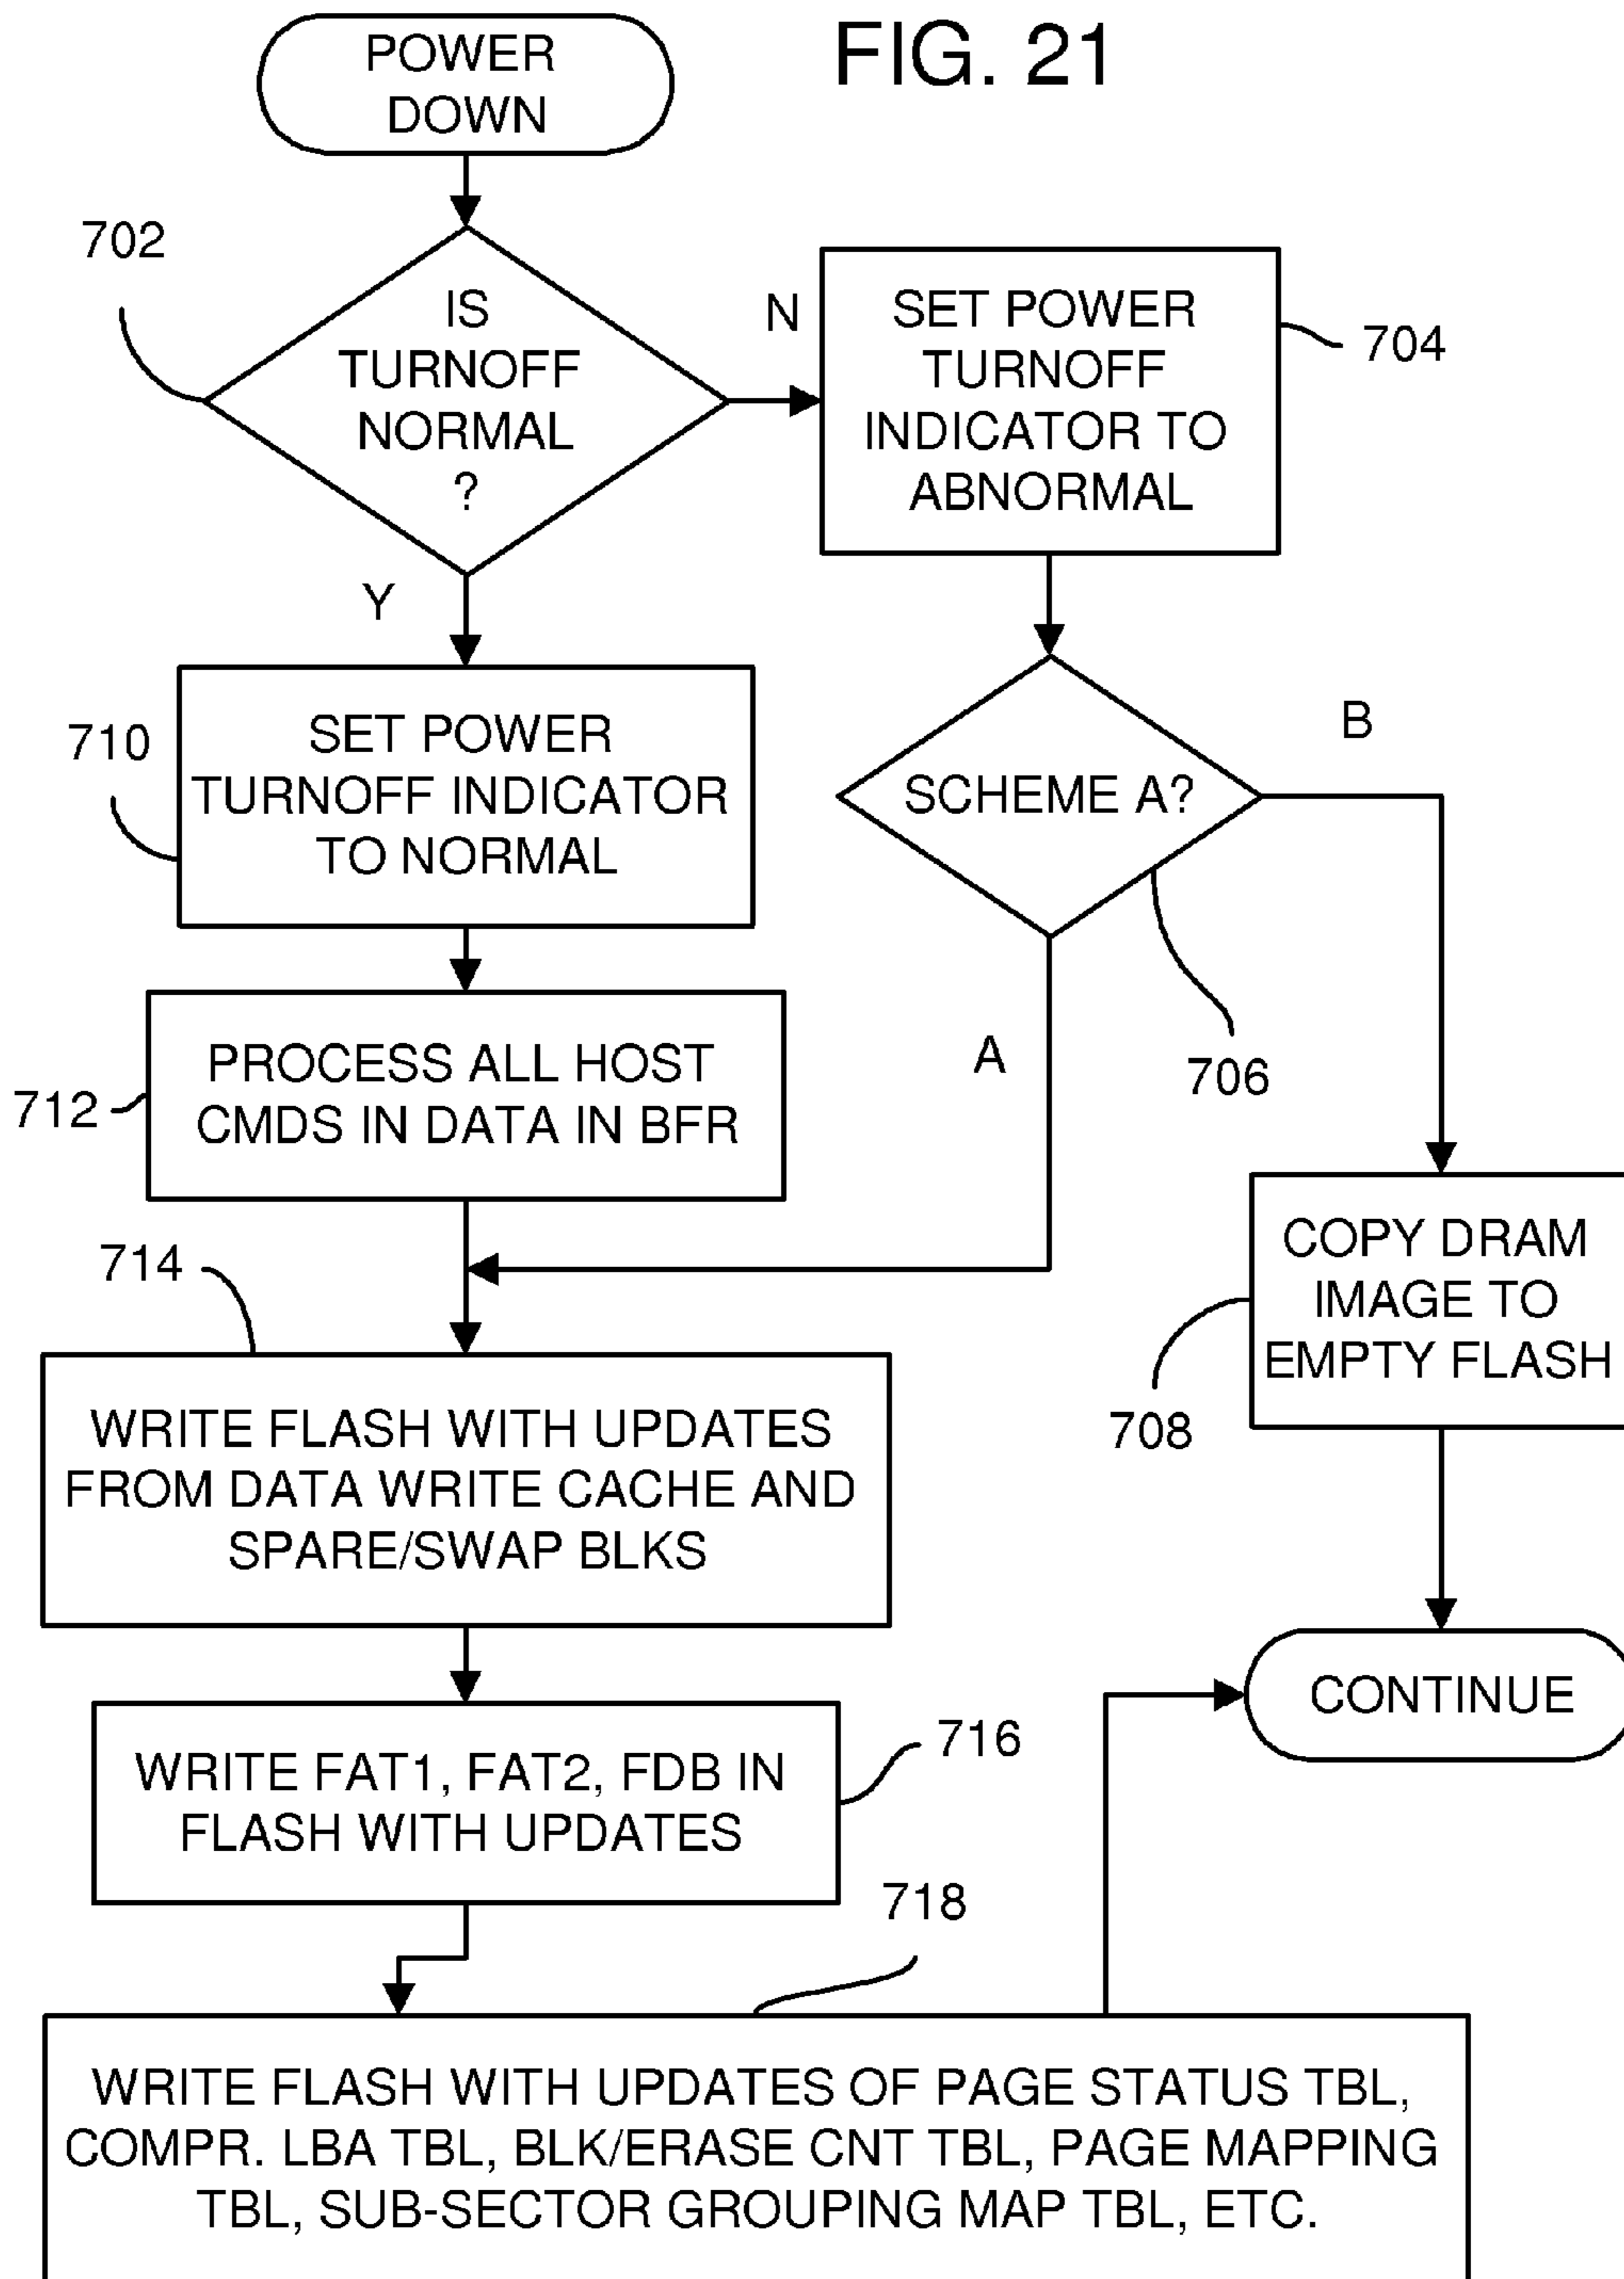 FIG. 21
POWER
DOWN
702
IS
TURNOFF
NORMAL
?
N
SET POWER
TURNOFF
INDICATOR TO
ABNORMAL
704
Y
710
SET POWER
TURNOFF INDICATOR
TO NORMAL
SCHEME A?
B
A
706
712
PROCESS ALL HOST
CMDS IN DATA IN BFR
714
COPY DRAM
IMAGE TO
EMPTY FLASH
708
WRITE FLASH WITH UPDATES
FROM DATA WRITE CACHE AND
SPARE/SWAP BLKS
CONTINUE
WRITE FAT1, FAT2, FDB IN
FLASH WITH UPDATES
716
718
WRITE FLASH WITH UPDATES OF PAGE STATUS TBL,
COMPR. LBA TBL, BLK/ERASE CNT TBL, PAGE MAPPING
TBL, SUB-SECTOR GROUPING MAP TBL, ETC.